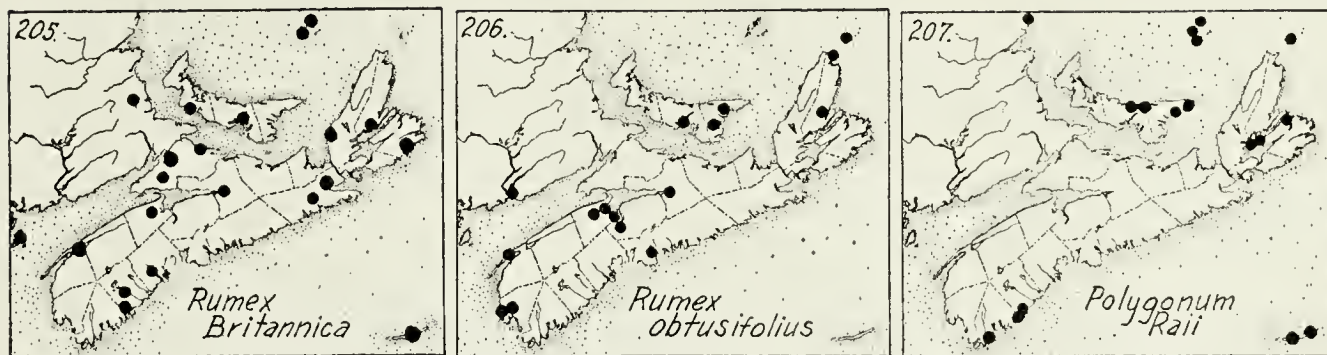 205.
Rumex
Britannica
206.
Rumex
obtusifolius
207.
Polygonum
Raii